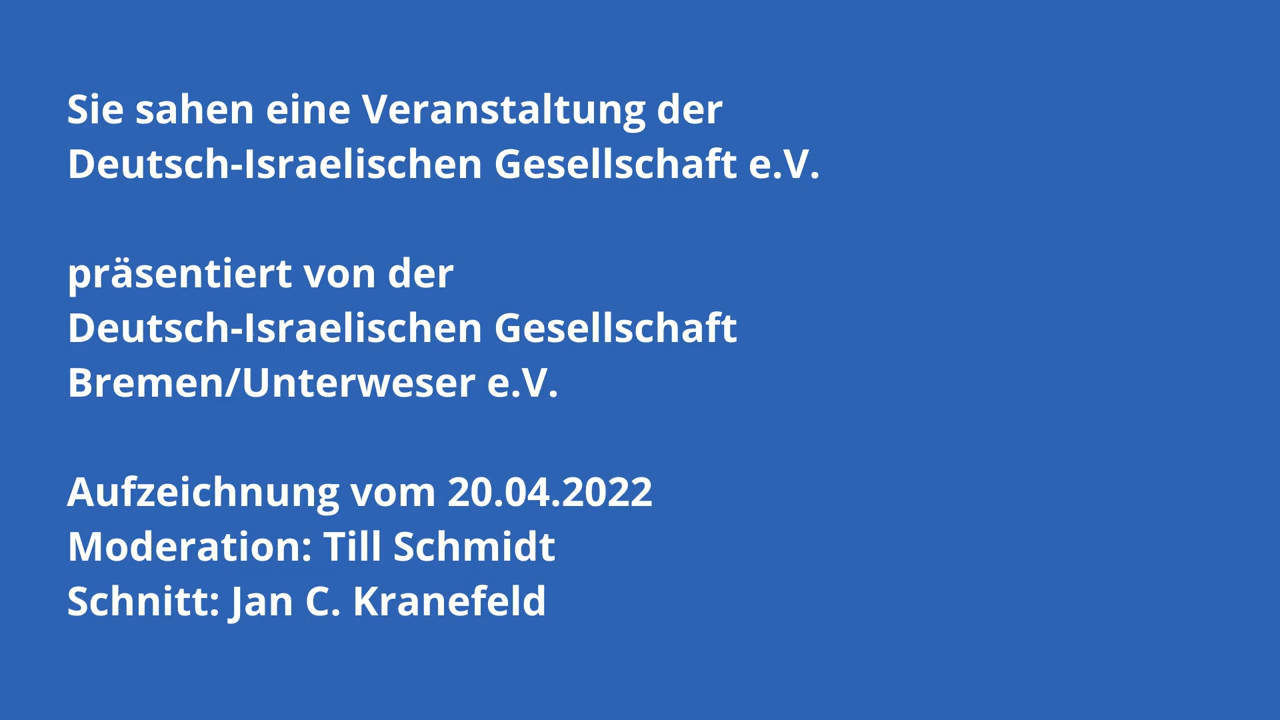 Sie sahen eine Veranstaltung der
Deutsch-Israelischen Gesellschaft e.V.
präsentiert von der
Deutsch-Israelischen Gesellschaft
Bremen/Unterweser e.V.
Aufzeichnung vom 20.04.2022
Moderation: Till Schmidt
Schnitt: Jan C. Kranefeld